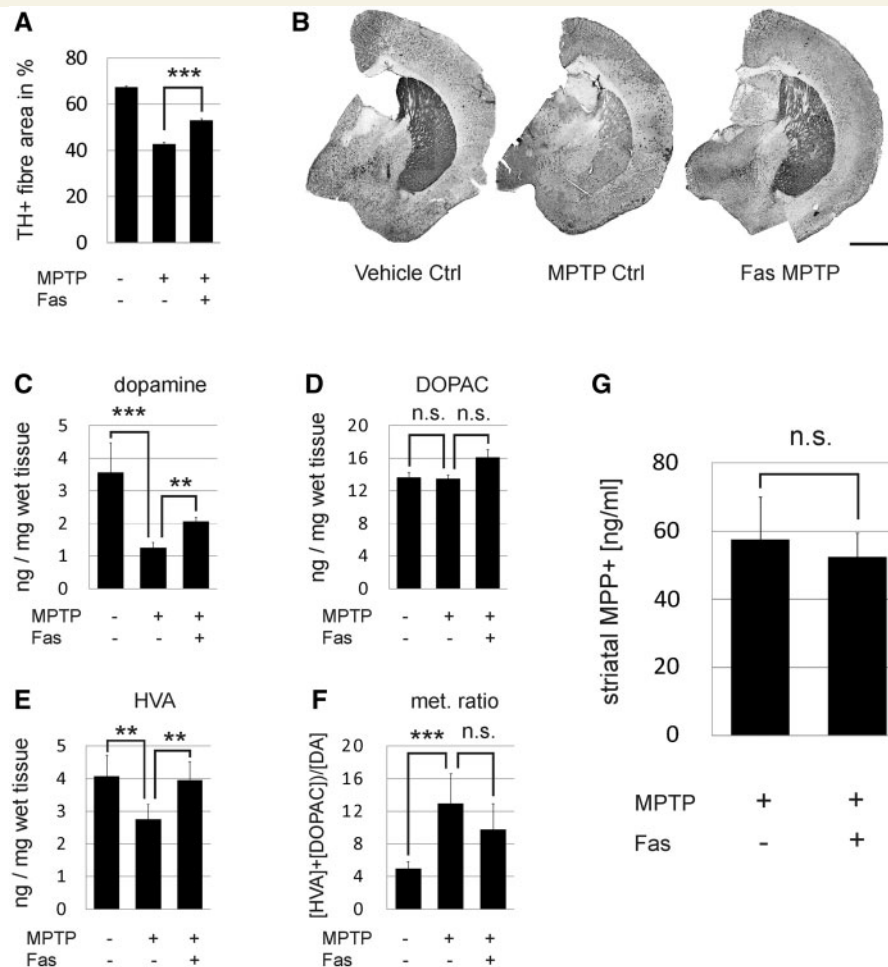 A
TH+ fibre area in %
80
60
40
20
0
***
MPTP - + +
Fas - - +
B
Vehicle Ctrl
MPTP Ctrl
Fas MPTP
C
dopamine
ng / mg wet tissue
5
4
3
2
1
0
***
**
MPTP - + +
Fas - - +
D
DOPAC
ng / mg wet tissue
20
16
12
8
4
0
n.s. n.s.
MPTP - + +
Fas - - +
E
HVA
ng / mg wet tissue
5
4
3
2
1
0
** **
MPTP - + +
Fas - - +
F
met. ratio
[HVA]+[DOPAC])/[DA]
20
16
12
8
4
0
*** n.s.
MPTP - + +
Fas - - +
G
striatal MPP+ [ng/ml]
80
60
40
20
0
n.s.
MPTP + +
Fas - +